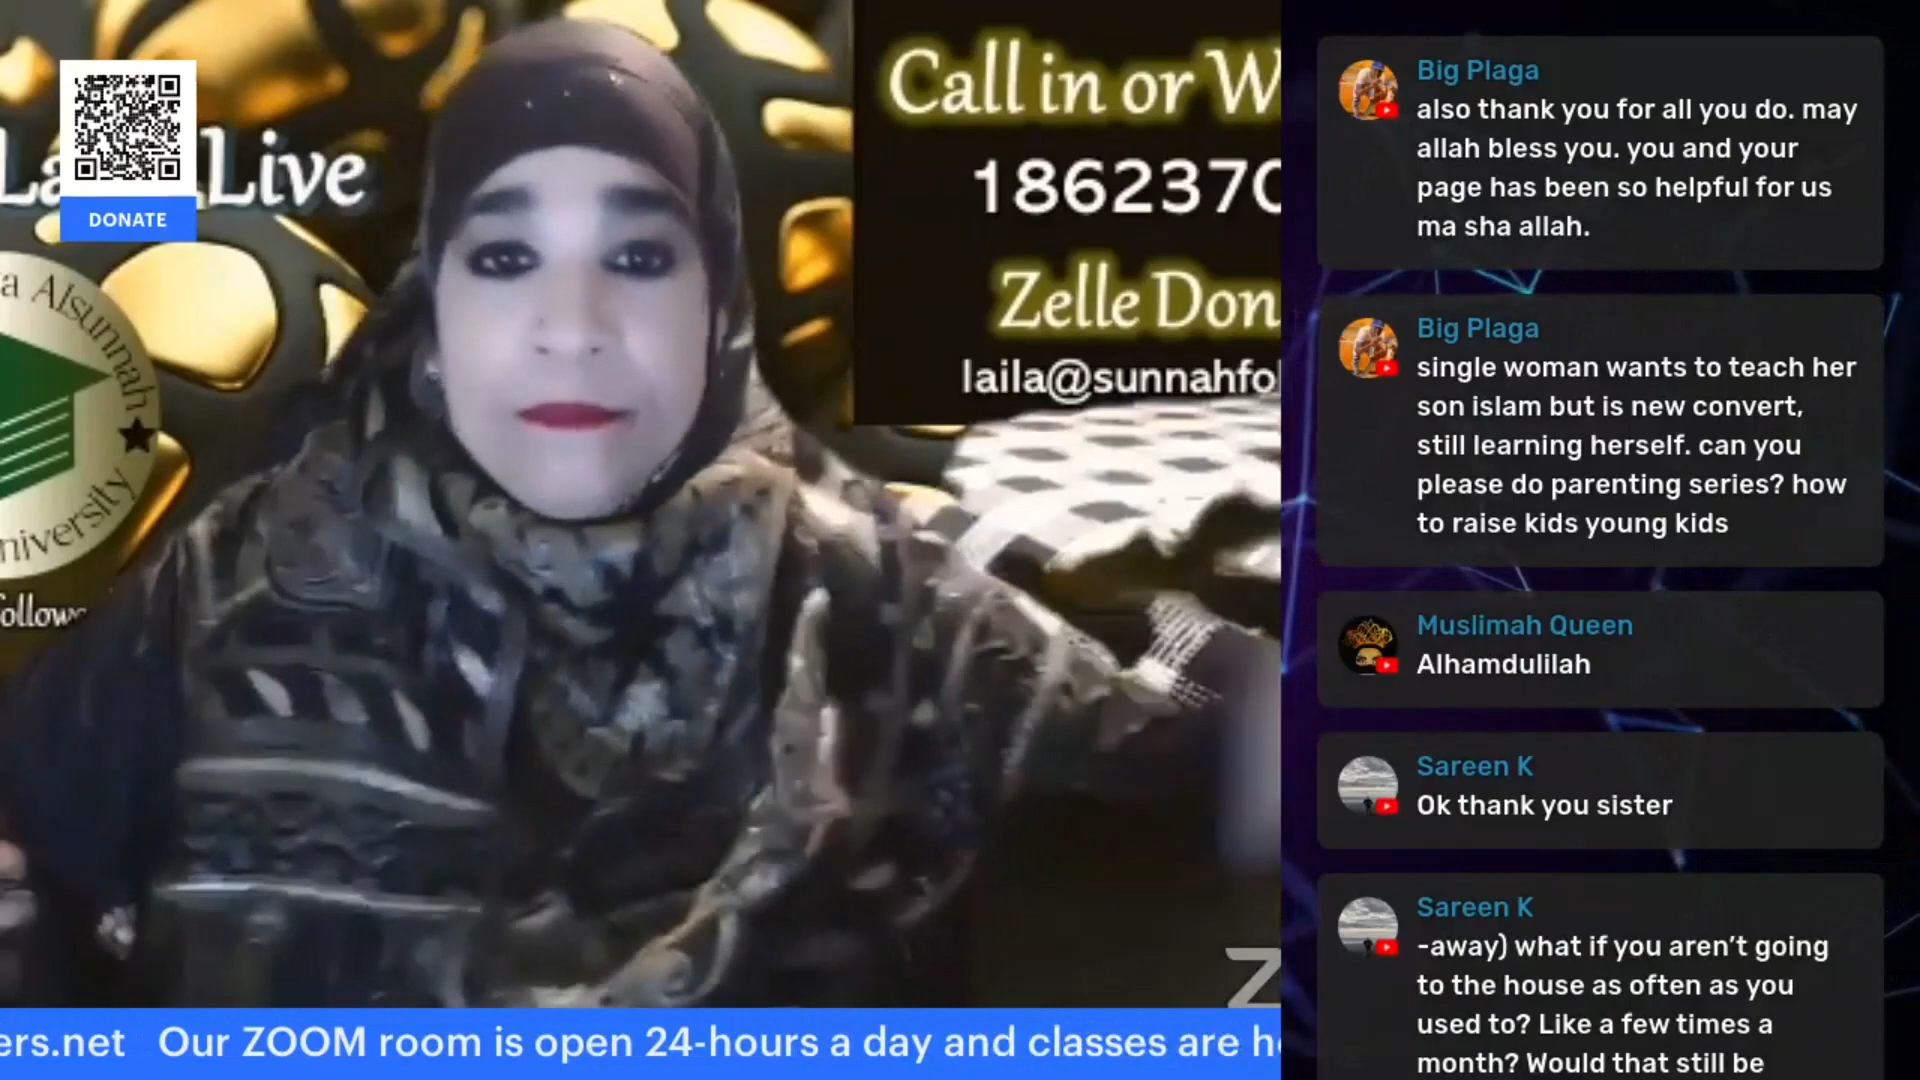 DONATE
Live
a Alsunnah
niversity
follow
Call in or W
1862370
Zelle Don
laila@sunnahfol
ers.net Our ZOOM room is open 24-hours a day and classes are h
Big Plaga
also thank you for all you do. may
allah bless you. you and your
page has been so helpful for us
ma sha allah.
Big Plaga
single woman wants to teach her
son islam but is new convert,
still learning herself. can you
please do parenting series? how
to raise kids young kids
Muslimah Queen
Alhamdulilah
Sareen K
Ok thank you sister
Sareen K
-away) what if you aren’t going
to the house as often as you
used to? Like a few times a
month? Would that still be